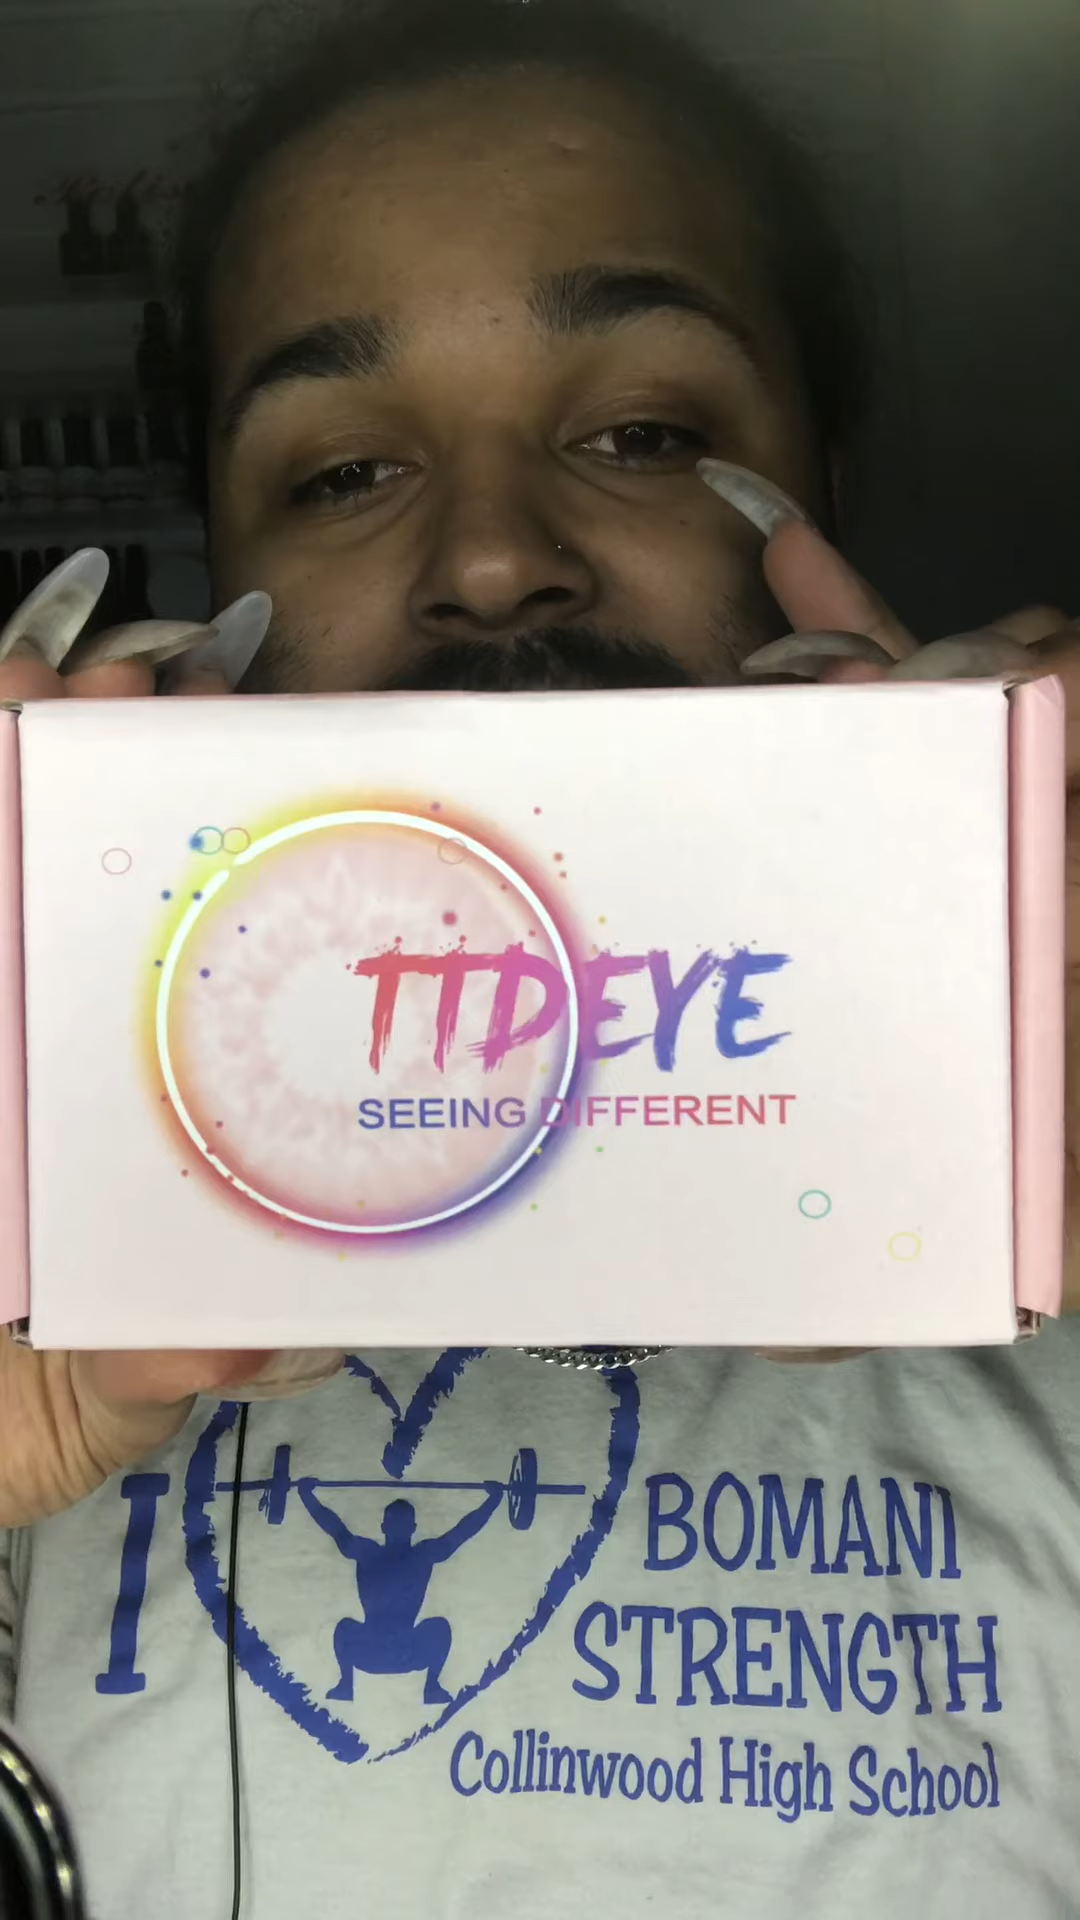 TTDEYE
SEEING DIFFERENT
I
BOMANI
STRENGTH
Collinwood High School